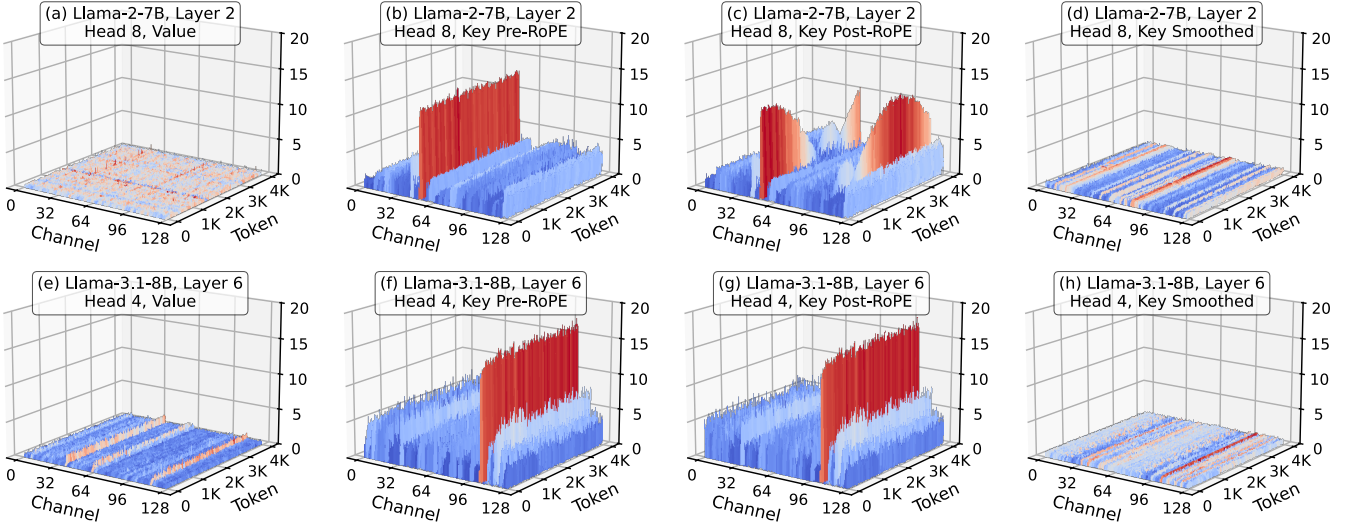 (a) Llama-2-7B, Layer 2
Head 8, Value
(b) Llama-2-7B, Layer 2
Head 8, Key Pre-RoPE
(c) Llama-2-7B, Layer 2
Head 8, Key Post-RoPE
(d) Llama-2-7B, Layer 2
Head 8, Key Smoothed
20
15
10
5
0
0
32
64
96
128
Channel
0
1K
2K
3K
4K
Token
20
15
10
5
0
0
32
64
96
128
Channel
0
1K
2K
3K
4K
Token
20
15
10
5
0
0
32
64
96
128
Channel
0
1K
2K
3K
4K
Token
20
15
10
5
0
0
32
64
96
128
Channel
0
1K
2K
3K
4K
Token
(e) Llama-3.1-8B, Layer 6
Head 4, Value
(f) Llama-3.1-8B, Layer 6
Head 4, Key Pre-RoPE
(g) Llama-3.1-8B, Layer 6
Head 4, Key Post-RoPE
(h) Llama-3.1-8B, Layer 6
Head 4, Key Smoothed
20
15
10
5
0
0
32
64
96
128
Channel
0
1K
2K
3K
4K
Token
20
15
10
5
0
0
32
64
96
128
Channel
0
1K
2K
3K
4K
Token
20
15
10
5
0
0
32
64
96
128
Channel
0
1K
2K
3K
4K
Token
20
15
10
5
0
0
32
64
96
128
Channel
0
1K
2K
3K
4K
Token